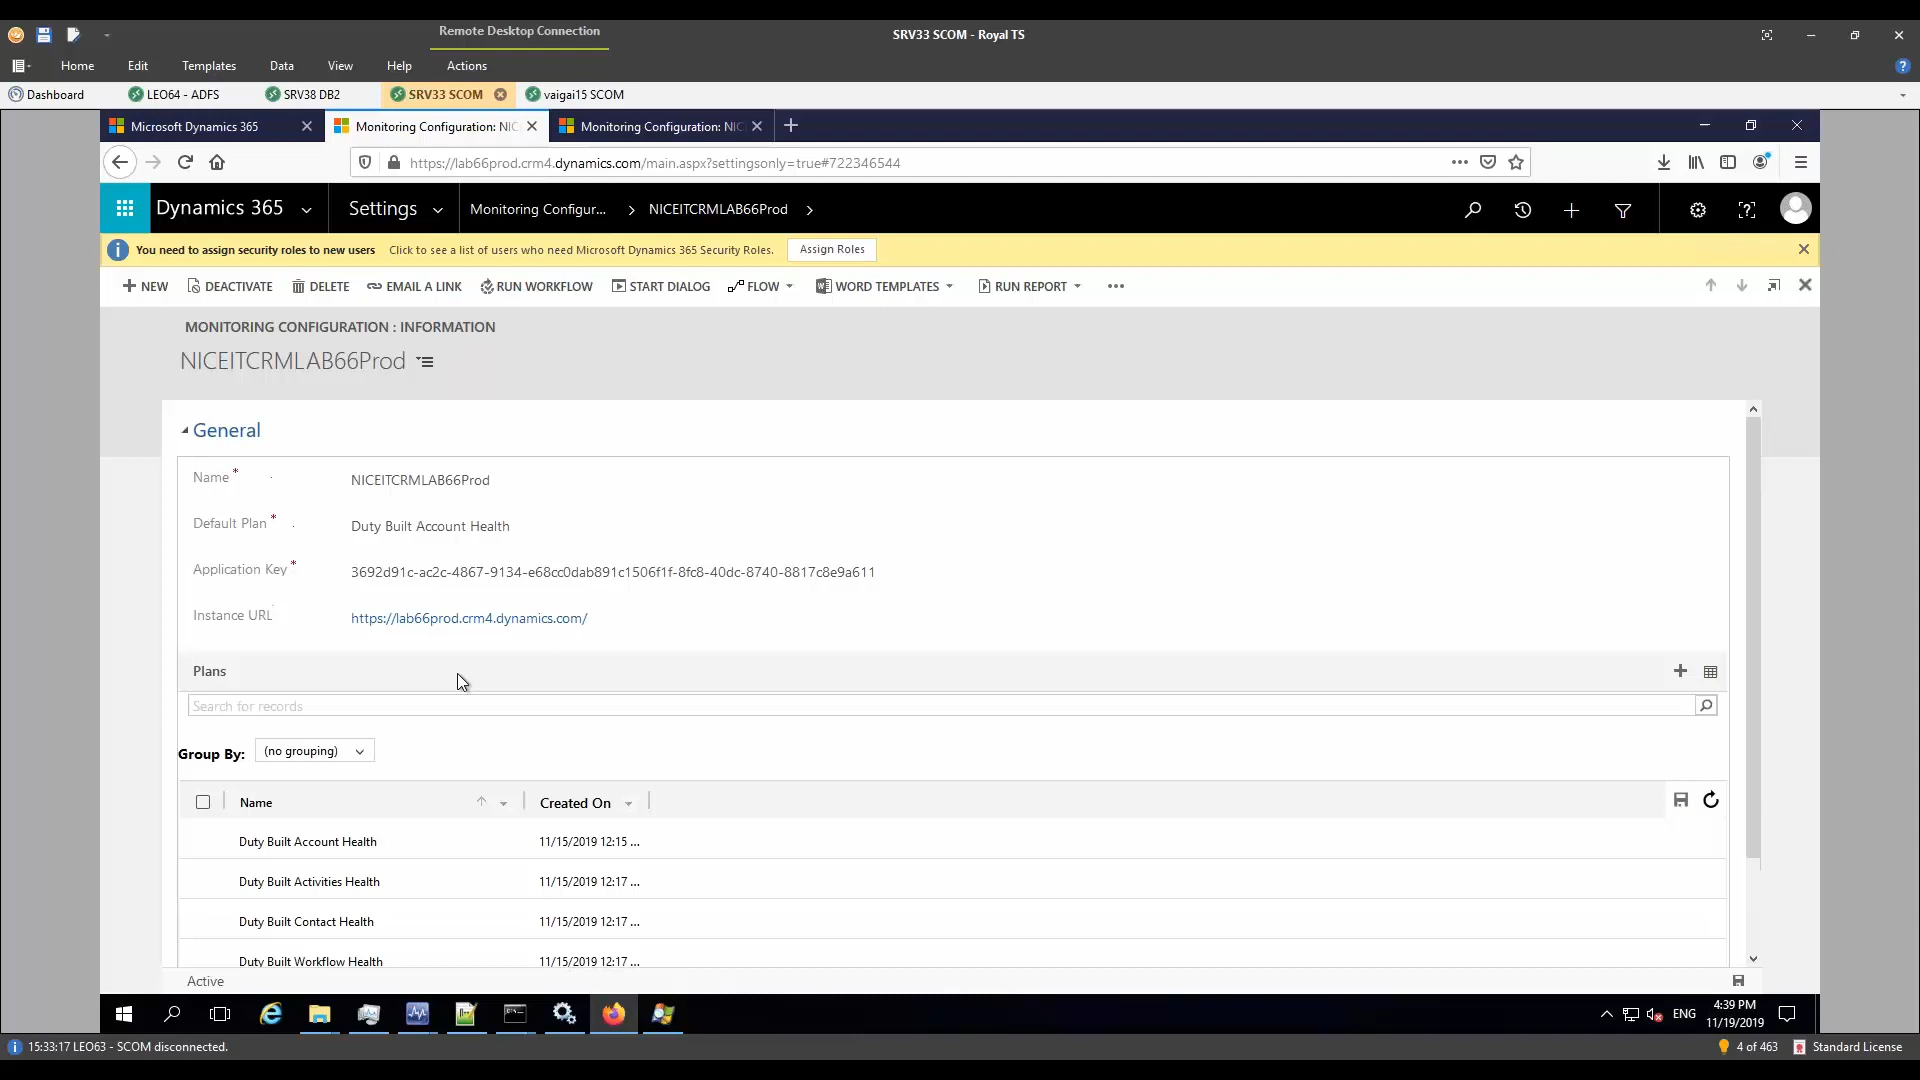 Remote Desktop Connection
SRV33 SCOM - Royal TS
Home Edit Templates Data View Help Actions
Dashboard LEO64 - ADFS SRV38 DB2 SRV33 SCOM vaigai15 SCOM
Microsoft Dynamics 365 Monitoring Configuration: NIC Monitoring Configuration: NIC
https://lab66prod.crm4.dynamics.com/main.aspx?settingsonly=true#722346544
Dynamics 365 Settings Monitoring Configur... NICEITCRMLAB66Prod
You need to assign security roles to new users Click to see a list of users who need Microsoft Dynamics 365 Security Roles. Assign Roles
NEW DEACTIVATE DELETE EMAIL A LINK RUN WORKFLOW START DIALOG FLOW WORD TEMPLATES RUN REPORT
MONITORING CONFIGURATION : INFORMATION
NICEITCRMLAB66Prod
General
Name * NICEITCRMLAB66Prod
Default Plan * Duty Built Account Health
Application Key * 3692d91c-ac2c-4867-9134-e68cc0dab891c1506f1f-8fc8-40dc-8740-8817c8e9a611
Instance URL https://lab66prod.crm4.dynamics.com/
Plans
Search for records
Group By: (no grouping)
Name Created On
Duty Built Account Health 11/15/2019 12:15 ...
Duty Built Activities Health 11/15/2019 12:17 ...
Duty Built Contact Health 11/15/2019 12:17 ...
Duty Built Workflow Health 11/15/2019 12:17 ...
Active
ENG 4:39 PM
11/19/2019
15:33:17 LEO63 - SCOM disconnected. 4 of 463 Standard License